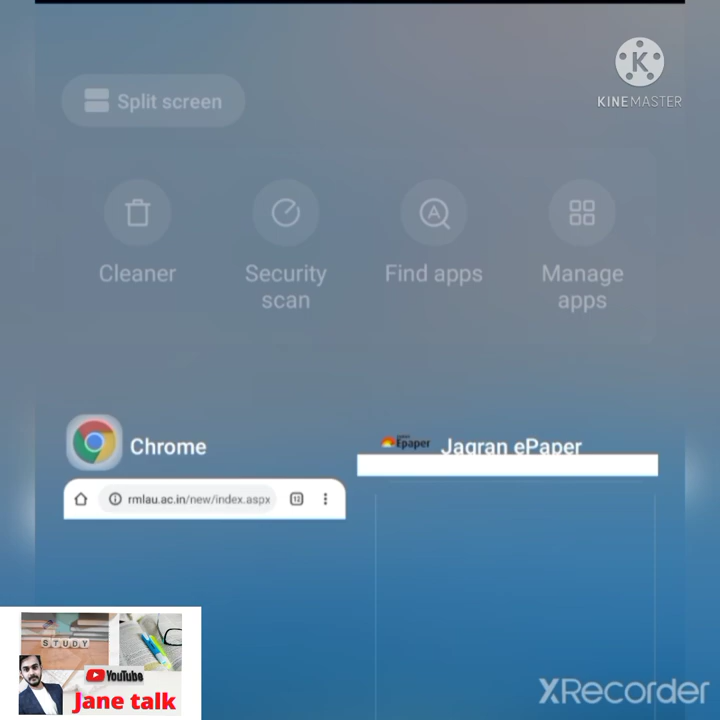 Split screen
KINEMASTER
Cleaner
Security
scan
Find apps
Manage
apps
Chrome
Epaper
Jagran ePaper
rmlau.ac.in/new/index.aspx
12
STUDY
YouTube
Jane talk
XRecorder